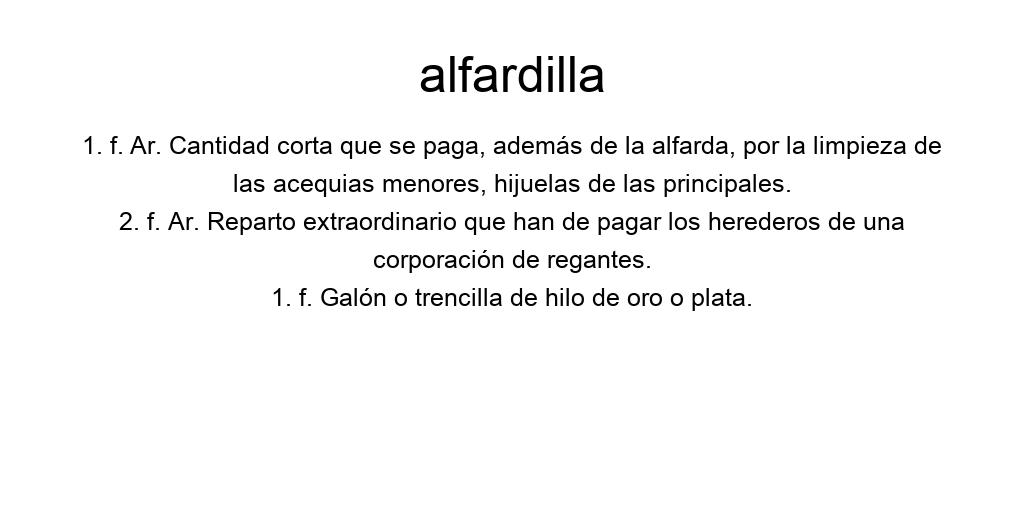 alfardilla
1. f. Ar. Cantidad corta que se paga, además de la alfarda, por la limpieza de
las acequias menores, hijuelas de las principales.
2. f. Ar. Reparto extraordinario que han de pagar los herederos de una
corporación de regantes.
1. f. Galón o trencilla de hilo de oro o plata.